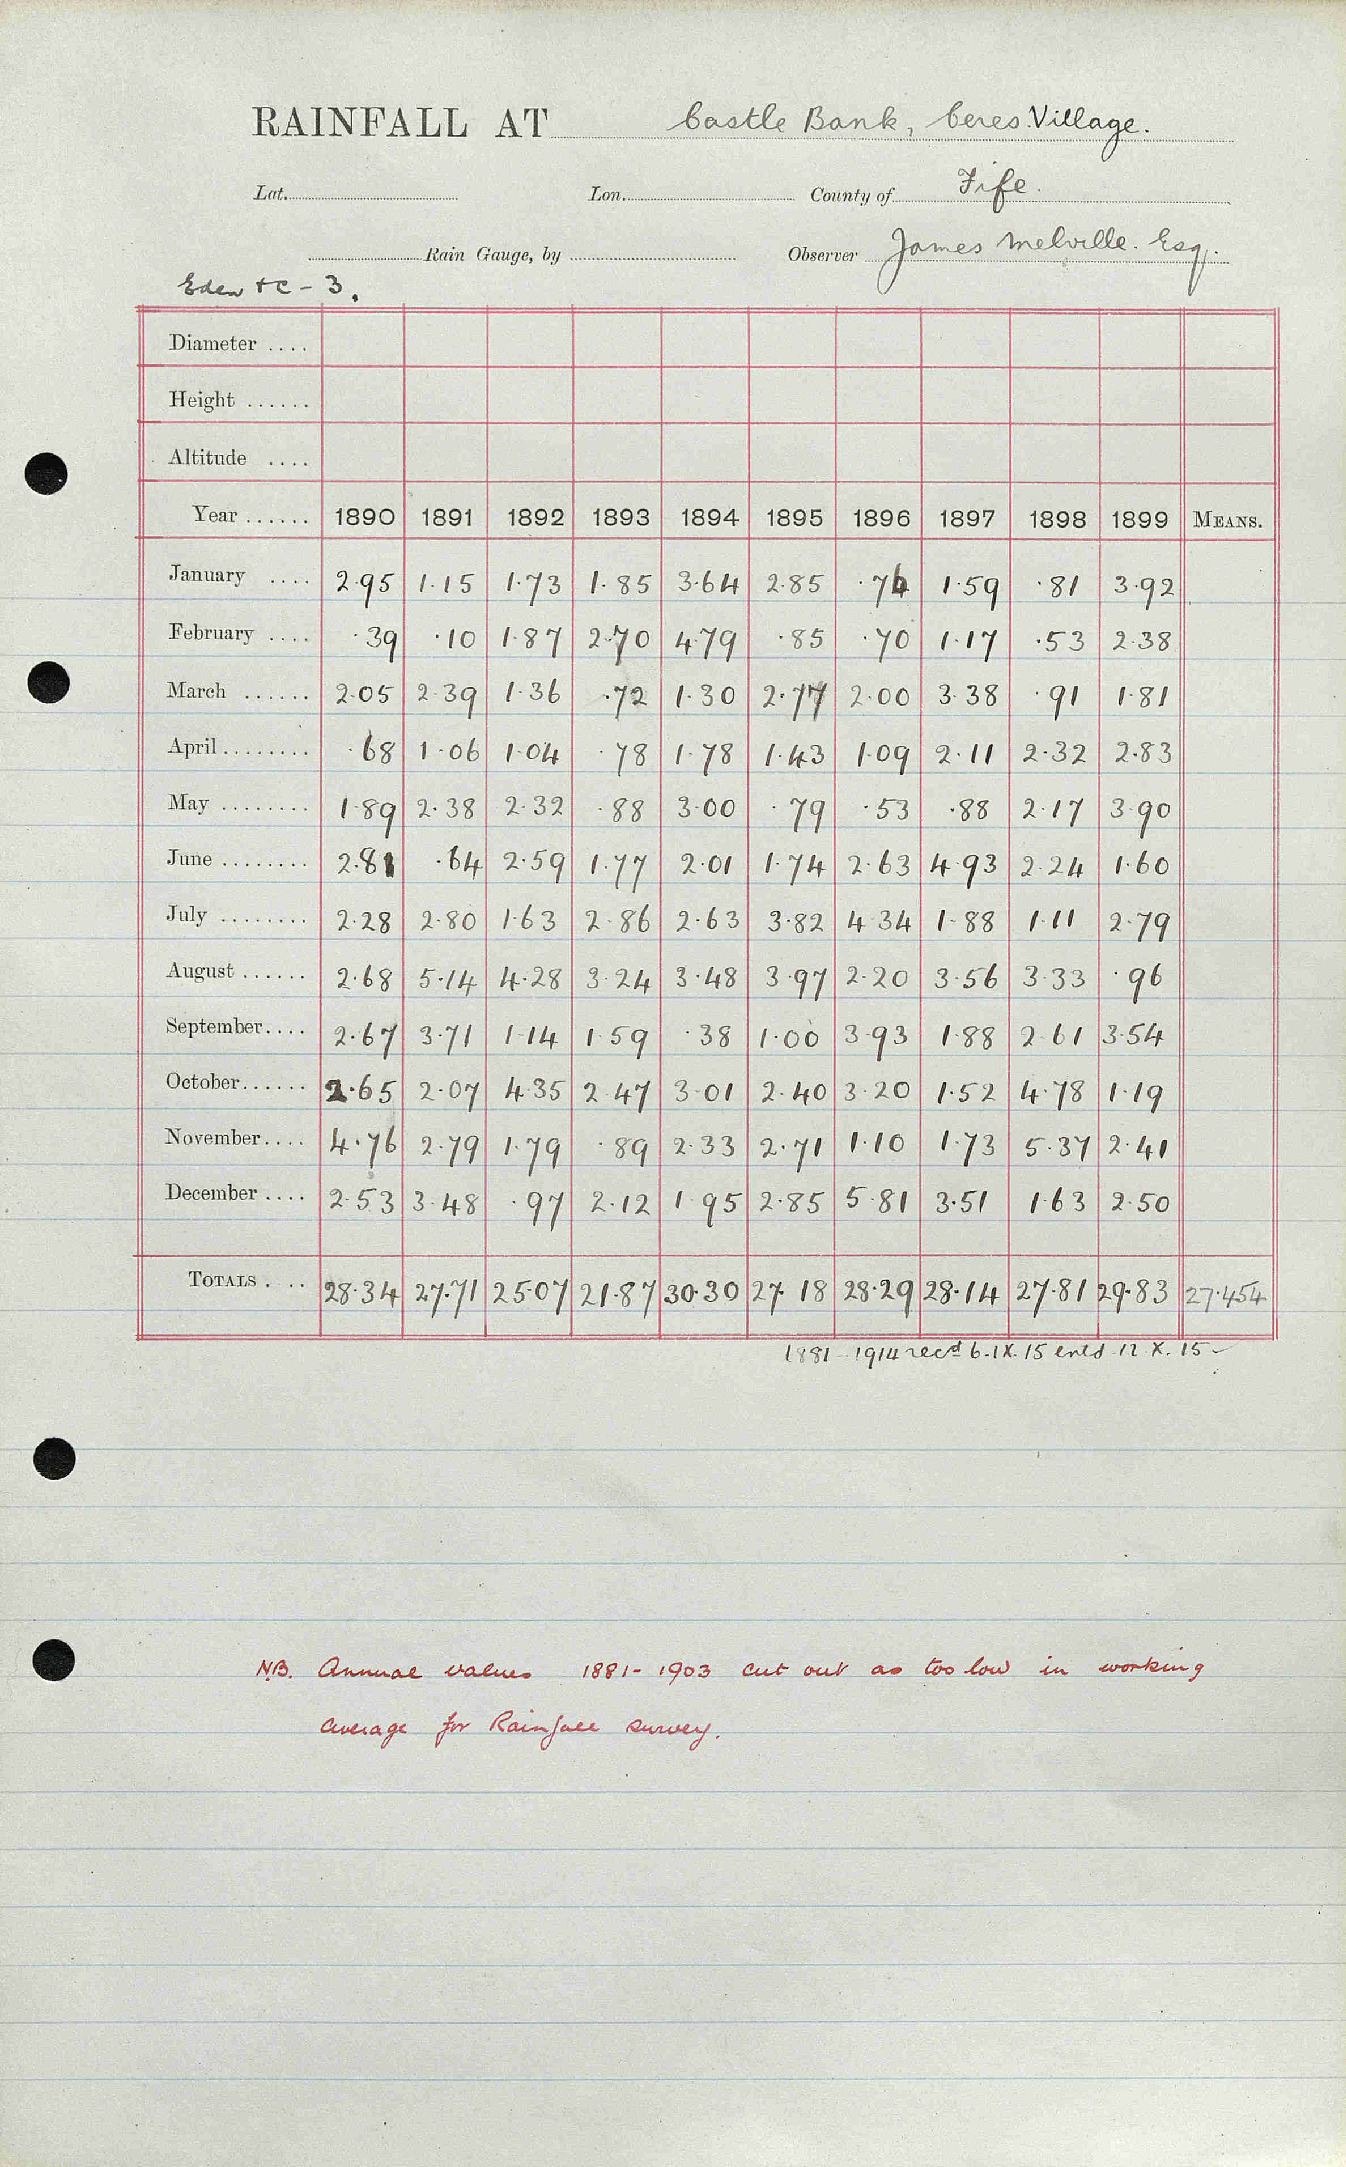 RAINFALL AT Castle Bank, Ceres Village.
Lat. Lon. County of Fife.
Rain Gauge, by Observer James Melville. Esq.
Eden &c - 3.
Diameter ....
Height ......
Altitude ....
Year ...... 1890 1891 1892 1893 1894 1895 1896 1897 1898 1899 MEANS.
January .... 2.95 1.15 1.73 1.85 3.64 2.85 .76 1.59 .81 3.92
February .... .39 .10 1.87 2.70 4.79 .85 .70 1.17 .53 2.38
March ...... 2.05 2.39 1.36 .72 1.30 2.77 2.00 3.38 .91 1.81
April ........ .68 1.06 1.04 .78 1.78 1.43 1.09 2.11 2.32 2.83
May ........ 1.89 2.38 2.32 .88 3.00 .79 .53 .88 2.17 3.90
June ........ 2.81 .64 2.59 1.77 2.01 1.74 2.63 4.93 2.24 1.60
July ........ 2.28 2.80 1.63 2.86 2.63 3.82 4.34 1.88 1.11 2.79
August ...... 2.68 5.14 4.28 3.24 3.48 3.97 2.20 3.56 3.33 .96
September.... 2.67 3.71 1.14 1.59 .38 1.00 3.93 1.88 2.61 3.54
October...... 2.65 2.07 4.35 2.47 3.01 2.40 3.20 1.52 4.78 1.19
November.... 4.76 2.79 1.79 .89 2.33 2.71 1.10 1.73 5.37 2.41
December .... 2.53 3.48 .97 2.12 1.95 2.85 5.81 3.51 1.63 2.50
TOTALS . .. 28.34 27.71 25.07 21.87 30.30 27.18 28.29 28.14 27.81 29.83 27.454
1881-1914 recd 6.IX.15 entd 12.X.15
NB. Annual values 1881-1903 cut out as too low in working
average for Rainfall survey.